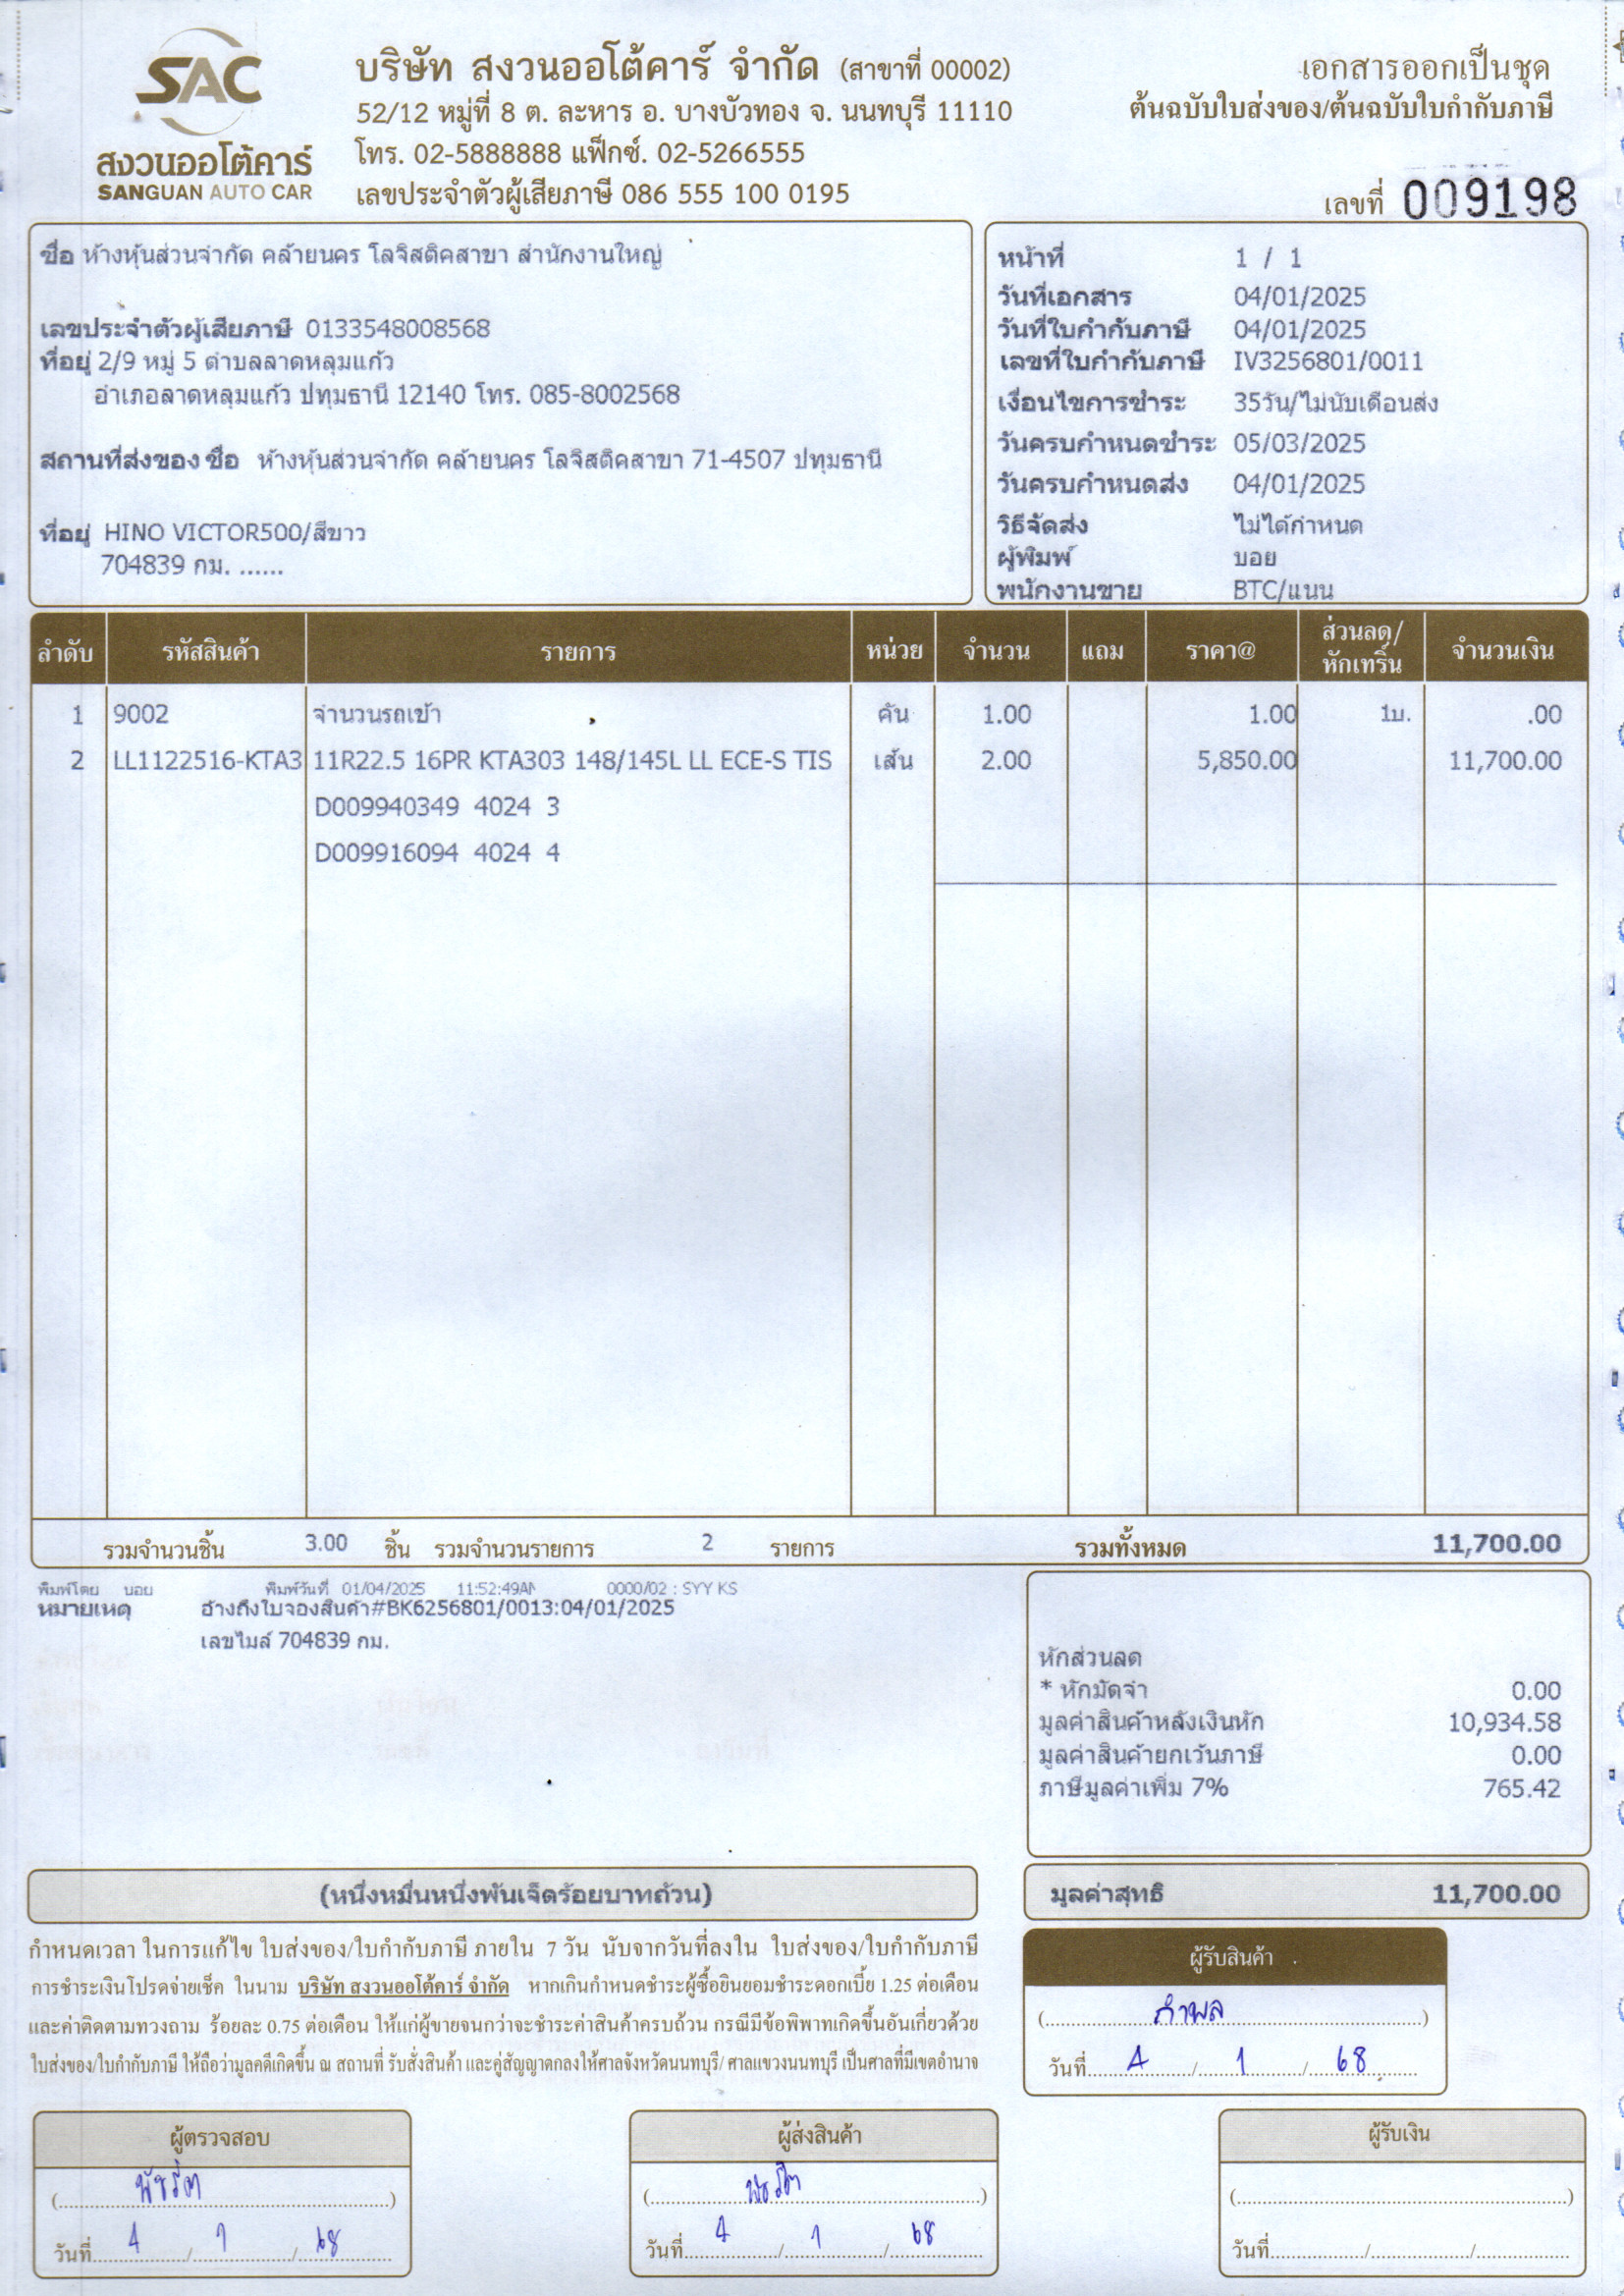 SAC
สงวนออโต้คาร์
SANGUAN AUTO CAR
บริษัท สงวนออโต้คาร์ จำกัด (สาขาที่ 00002)
52/12 หมู่ที่ 8 ต. ละหาร อ. บางบัวทอง จ. นนทบุรี 11110
โทร. 02-5888888 แฟ็กซ์. 02-5266555
เลขประจำตัวผู้เสียภาษี 086 555 100 0195
เอกสารออกเป็นชุด
ต้นฉบับใบส่งของ/ต้นฉบับใบกำกับภาษี
เลขที่ 009198
ชื่อ ห้างหุ้นส่วนจำกัด คล้ายนคร โลจิสติคสาขา สำนักงานใหญ่
เลขประจำตัวผู้เสียภาษี 0133548008568
ที่อยู่ 2/9 หมู่ 5 ตำบลลาดหลุมแก้ว
อำเภอลาดหลุมแก้ว ปทุมธานี 12140 โทร. 085-8002568
สถานที่ส่งของ ชื่อ ห้างหุ้นส่วนจำกัด คล้ายนคร โลจิสติคสาขา 71-4507 ปทุมธานี
ที่อยู่ HINO VICTOR500/สีขาว
704839 กม. ......
หน้าที่ 1 / 1
วันที่เอกสาร 04/01/2025
วันที่ใบกำกับภาษี 04/01/2025
เลขที่ใบกำกับภาษี IV3256801/0011
เงื่อนไขการชำระ 35วัน/ไม่นับเดือนส่ง
วันครบกำหนดชำระ 05/03/2025
วันครบกำหนดส่ง 04/01/2025
วิธีจัดส่ง ไม่ได้กำหนด
ผู้พิมพ์ บอย
พนักงานขาย BTC/แนน
ลำดับ รหัสสินค้า รายการ หน่วย จำนวน แถม ราคา@ ส่วนลด/หักเทริ์น จำนวนเงิน
1 9002 จำนวนรถเข้า คัน 1.00 1.00 1บ. .00
2 LL1122516-KTA3 11R22.5 16PR KTA303 148/145L LL ECE-S TIS เส้น 2.00 5,850.00 11,700.00
D009940349 4024 3
D009916094 4024 4
รวมจำนวนชิ้น 3.00 ชิ้น รวมจำนวนรายการ 2 รายการ รวมทั้งหมด 11,700.00
พิมพ์โดย บอย พิมพ์วันที่ 01/04/2025 11:52:49AM 0000/02 : SYY KS
หมายเหตุ อ้างถึงใบจองสินค้า#BK6256801/0013:04/01/2025
เลขไมล์ 704839 กม.
หักส่วนลด
* หักมัดจำ 0.00
มูลค่าสินค้าหลังเงินหัก 10,934.58
มูลค่าสินค้ายกเว้นภาษี 0.00
ภาษีมูลค่าเพิ่ม 7% 765.42
(หนึ่งหมื่นหนึ่งพันเจ็ดร้อยบาทถ้วน)
มูลค่าสุทธิ 11,700.00
กำหนดเวลา ในการแก้ไข ใบส่งของ/ใบกำกับภาษี ภายใน 7 วัน นับจากวันที่ลงใน ใบส่งของ/ใบกำกับภาษี
การชำระเงินโปรดจ่ายเช็ค ในนาม บริษัท สงวนออโต้คาร์ จำกัด หากเกินกำหนดชำระผู้ซื้อยินยอมชำระดอกเบี้ย 1.25 ต่อเดือน
และค่าติดตามทวงถาม ร้อยละ 0.75 ต่อเดือน ให้แก่ผู้ขายจนกว่าจะชำระค่าสินค้าครบถ้วน กรณีมีข้อพิพาทเกิดขึ้นอันเกี่ยวด้วย
ใบส่งของ/ใบกำกับภาษี ให้ถือว่ามูลคดีเกิดขึ้น ณ สถานที่ รับสั่งสินค้า และคู่สัญญาตกลงให้ศาลจังหวัดนนทบุรี/ ศาลแขวงนนทบุรี เป็นศาลที่มีเขตอำนาจ
ผู้รับสินค้า
(กำพล)
วันที่ 4 / 1 / 68
ผู้ตรวจสอบ
วันที่ 4 / 1 / 68
ผู้ส่งสินค้า
วันที่ 4 / 1 / 68
ผู้รับเงิน
วันที่